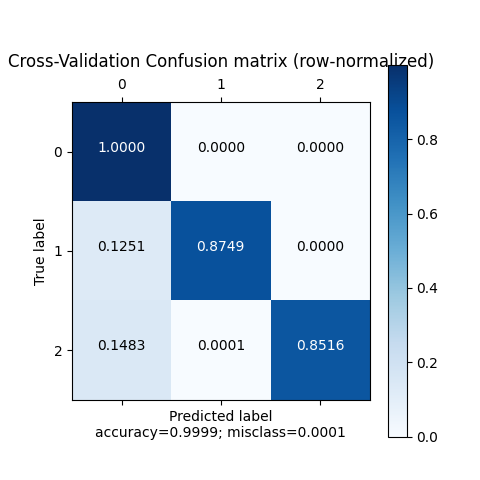 Cross-Validation Confusion matrix (row-normalized)
0 1 2
0 1.0000 0.0000 0.0000
1 0.1251 0.8749 0.0000
2 0.1483 0.0001 0.8516
True label
Predicted label
accuracy=0.9999; misclass=0.0001
0.8
0.6
0.4
0.2
0.0